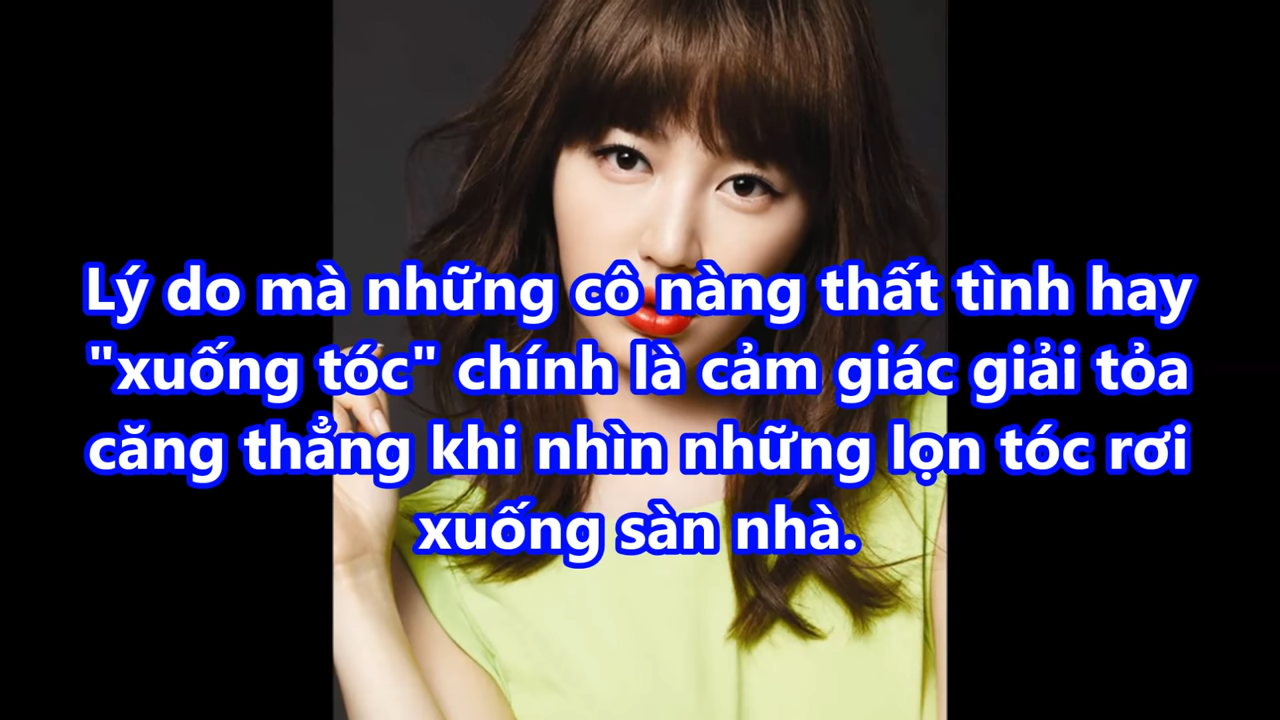 Lý do mà những cô nàng thất tình hay
"xuống tóc" chính là cảm giác giải tỏa
căng thẳng khi nhìn những lọn tóc rơi
xuống sàn nhà.